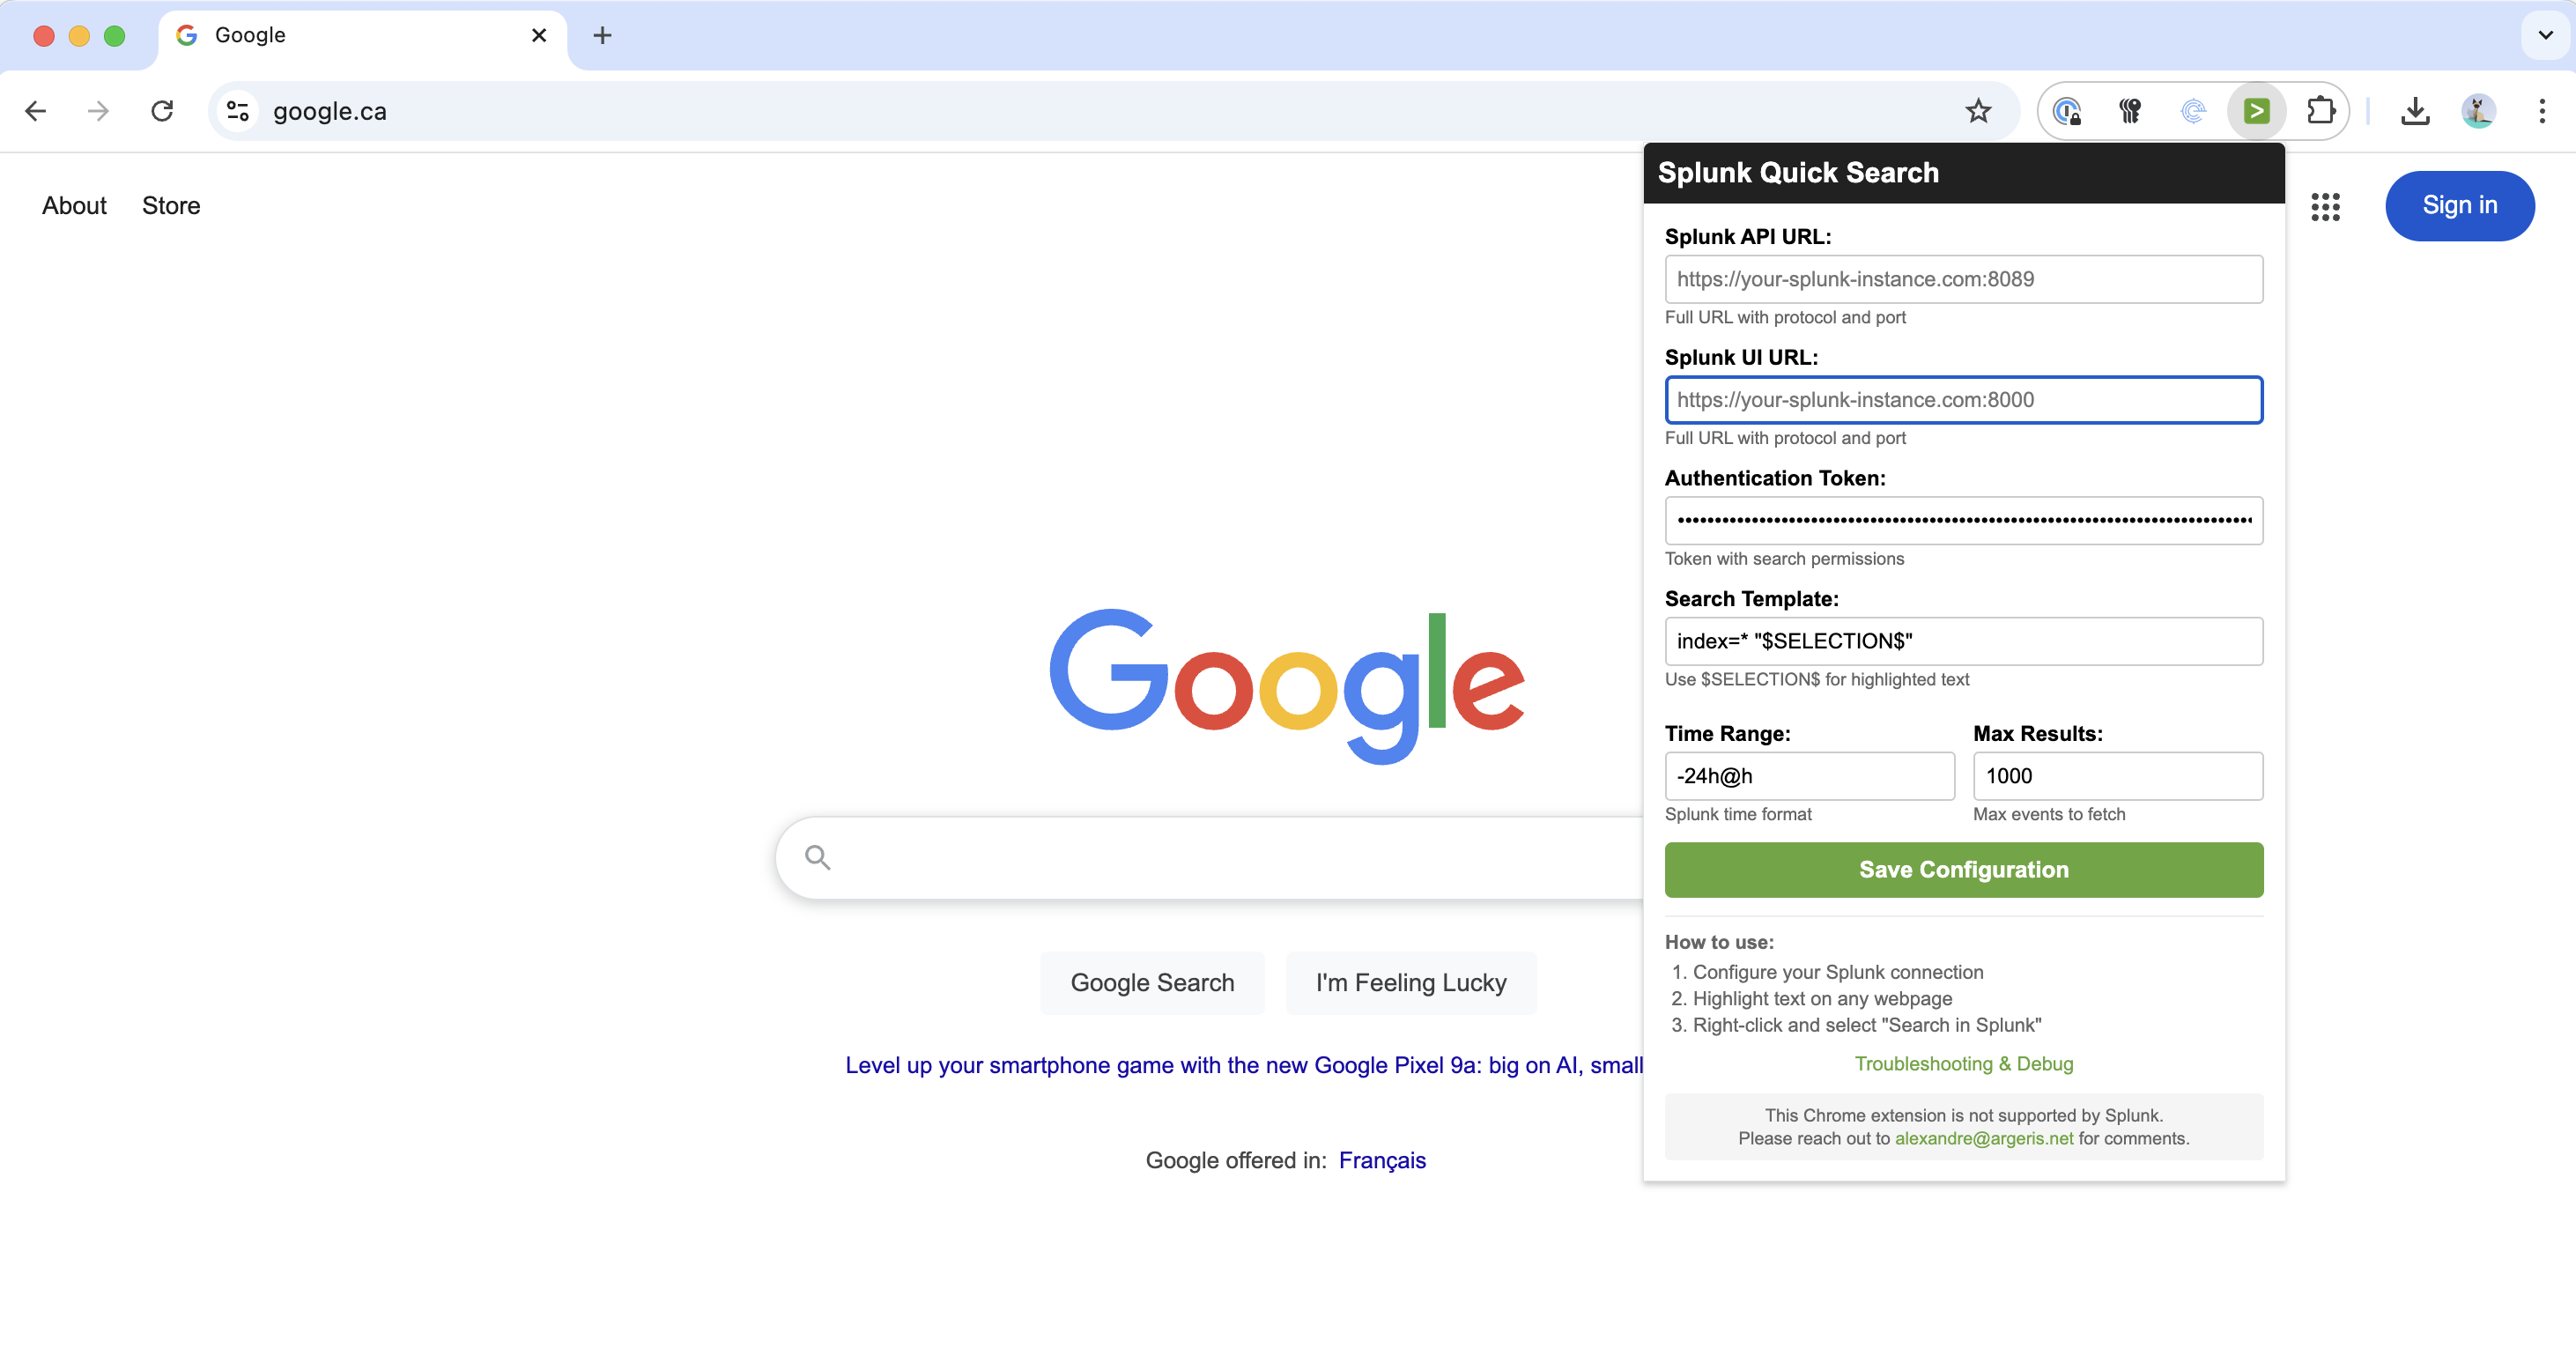 Google
google.ca
About Store
Sign in
Google
Google Search I'm Feeling Lucky
Level up your smartphone game with the new Google Pixel 9a: big on AI, small
Google offered in: Français
Splunk Quick Search
Splunk API URL:
https://your-splunk-instance.com:8089
Full URL with protocol and port
Splunk UI URL:
https://your-splunk-instance.com:8000
Full URL with protocol and port
Authentication Token:
Token with search permissions
Search Template:
index=* "$SELECTION$"
Use $SELECTION$ for highlighted text
Time Range: Max Results:
-24h@h 1000
Splunk time format Max events to fetch
Save Configuration
How to use:
1. Configure your Splunk connection
2. Highlight text on any webpage
3. Right-click and select "Search in Splunk"
Troubleshooting & Debug
This Chrome extension is not supported by Splunk.
Please reach out to alexandre@argeris.net for comments.